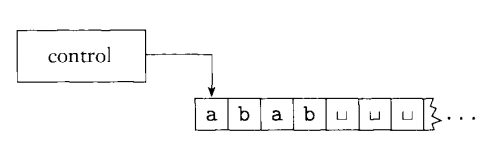 control
a b a b ␣ ␣ ␣ ...